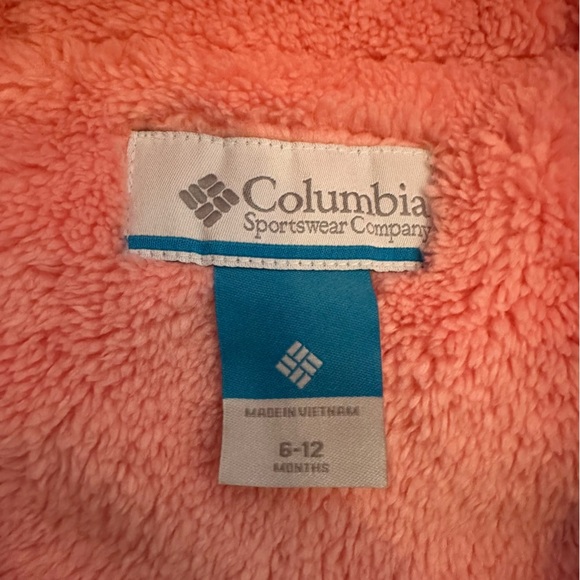 Columbia
Sportswear Company
MADE IN VIETNAM
6-12
MONTHS